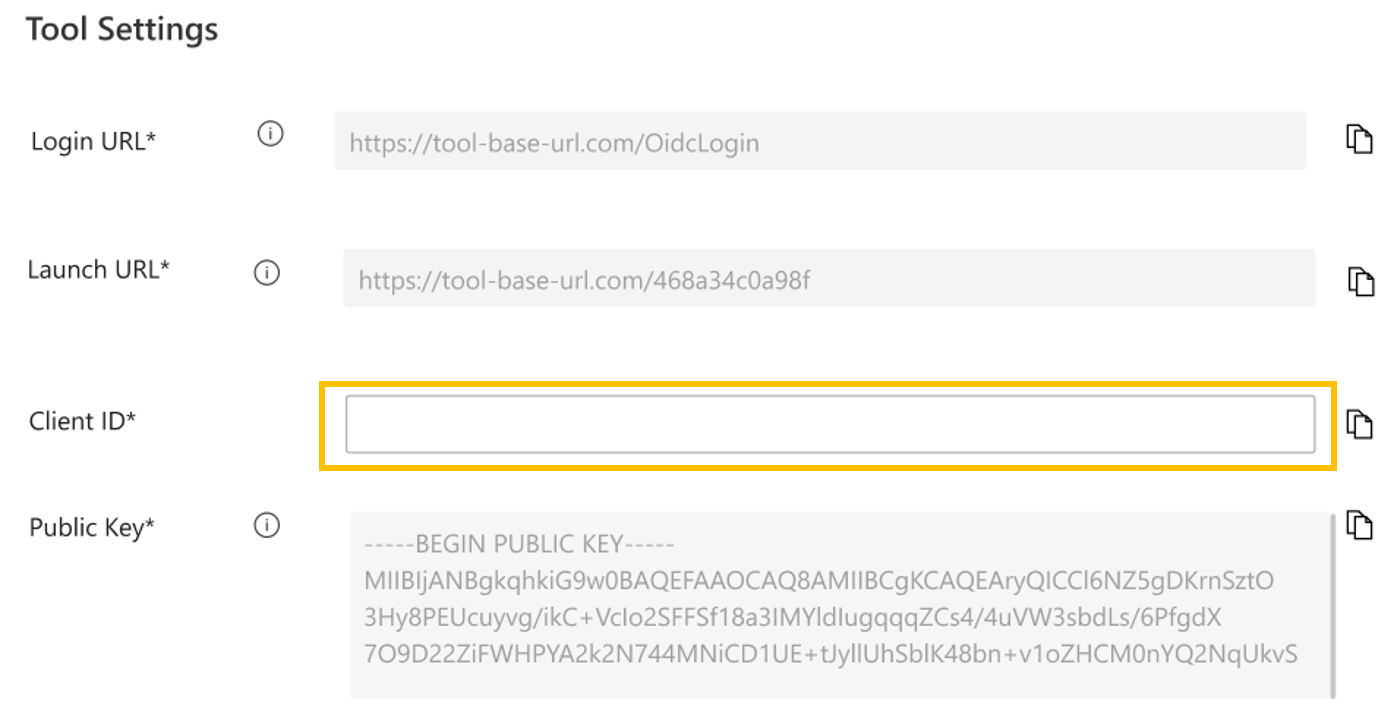 Tool Settings
Login URL*
https://tool-base-url.com/OidcLogin
Launch URL*
https://tool-base-url.com/468a34c0a98f
Client ID*
Public Key*
-----BEGIN PUBLIC KEY-----
MIIBIjANBgkqhkiG9w0BAQEFAAOCAQ8AMIIBCgKCAQEAryQICCl6NZ5gDKrnSztO
3Hy8PEUcuyvg/ikC+VcIo2SFFSf18a3IMYldIugqqqZCs4/4uVW3sbdLs/6PfgdX
7O9D22ZiFWHPYA2k2N744MNiCD1UE+tJyllUhSblK48bn+v1oZHCM0nYQ2NqUkvS